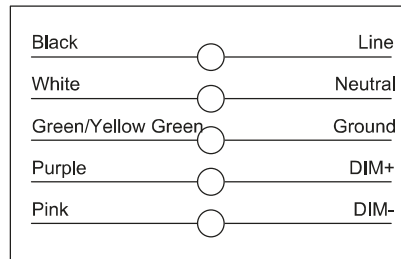 Black Line
White Neutral
Green/Yellow Green Ground
Purple DIM+
Pink DIM-